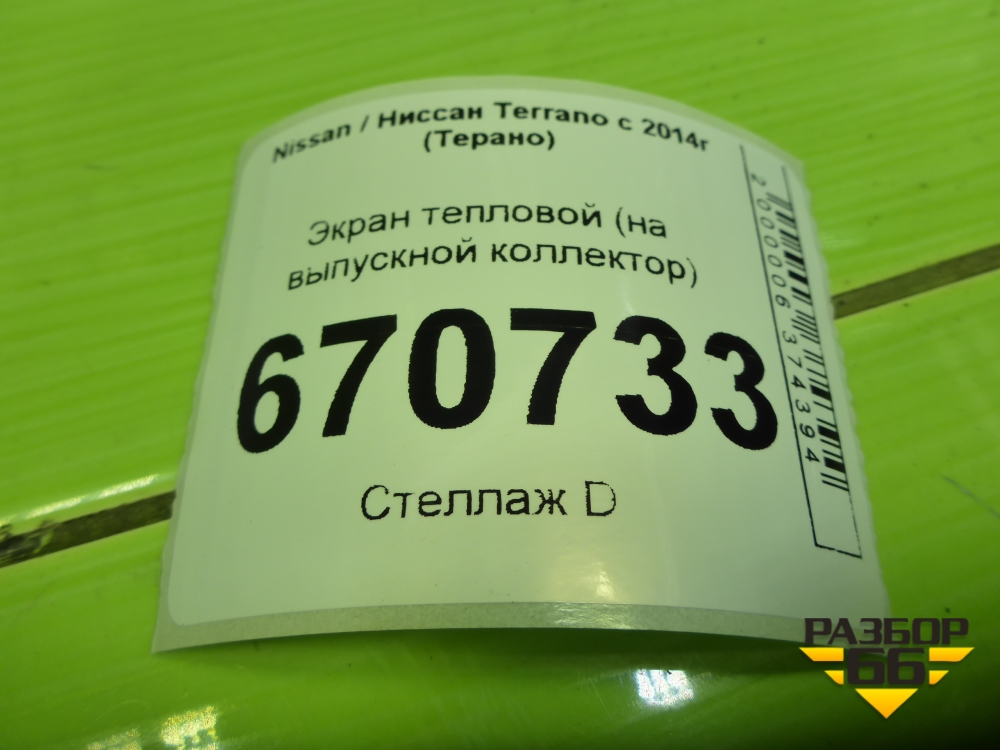 Nissan / Ниссан Terrano с 2014г
(Терано)
Экран тепловой (на
выпускной коллектор)
670733
Стеллаж D
2000006374394
РАЗБОР
66